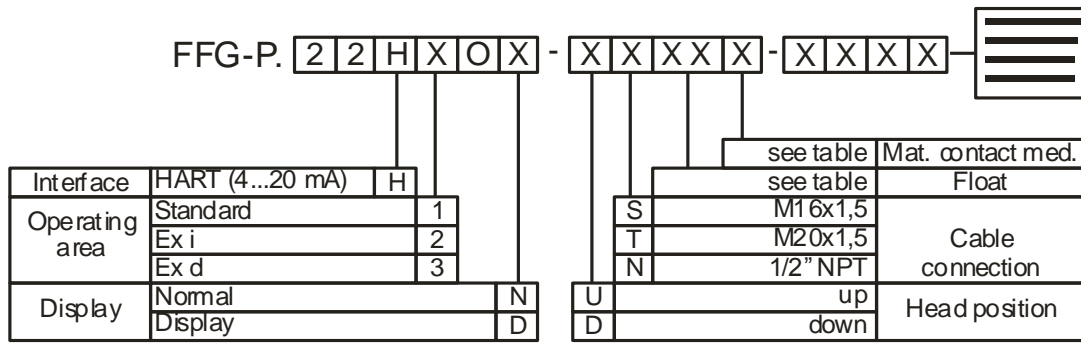 FFG-P. 2 2 H X O X - X X X X X - X X X X
see table Mat. contact med.
Interface HART (4...20 mA) H see table Float
Operating area Standard 1 S M16x1,5 Cable connection
Ex i 2 T M20x1,5
Ex d 3 N 1/2" NPT
Display Normal N U up Head position
Display D D down